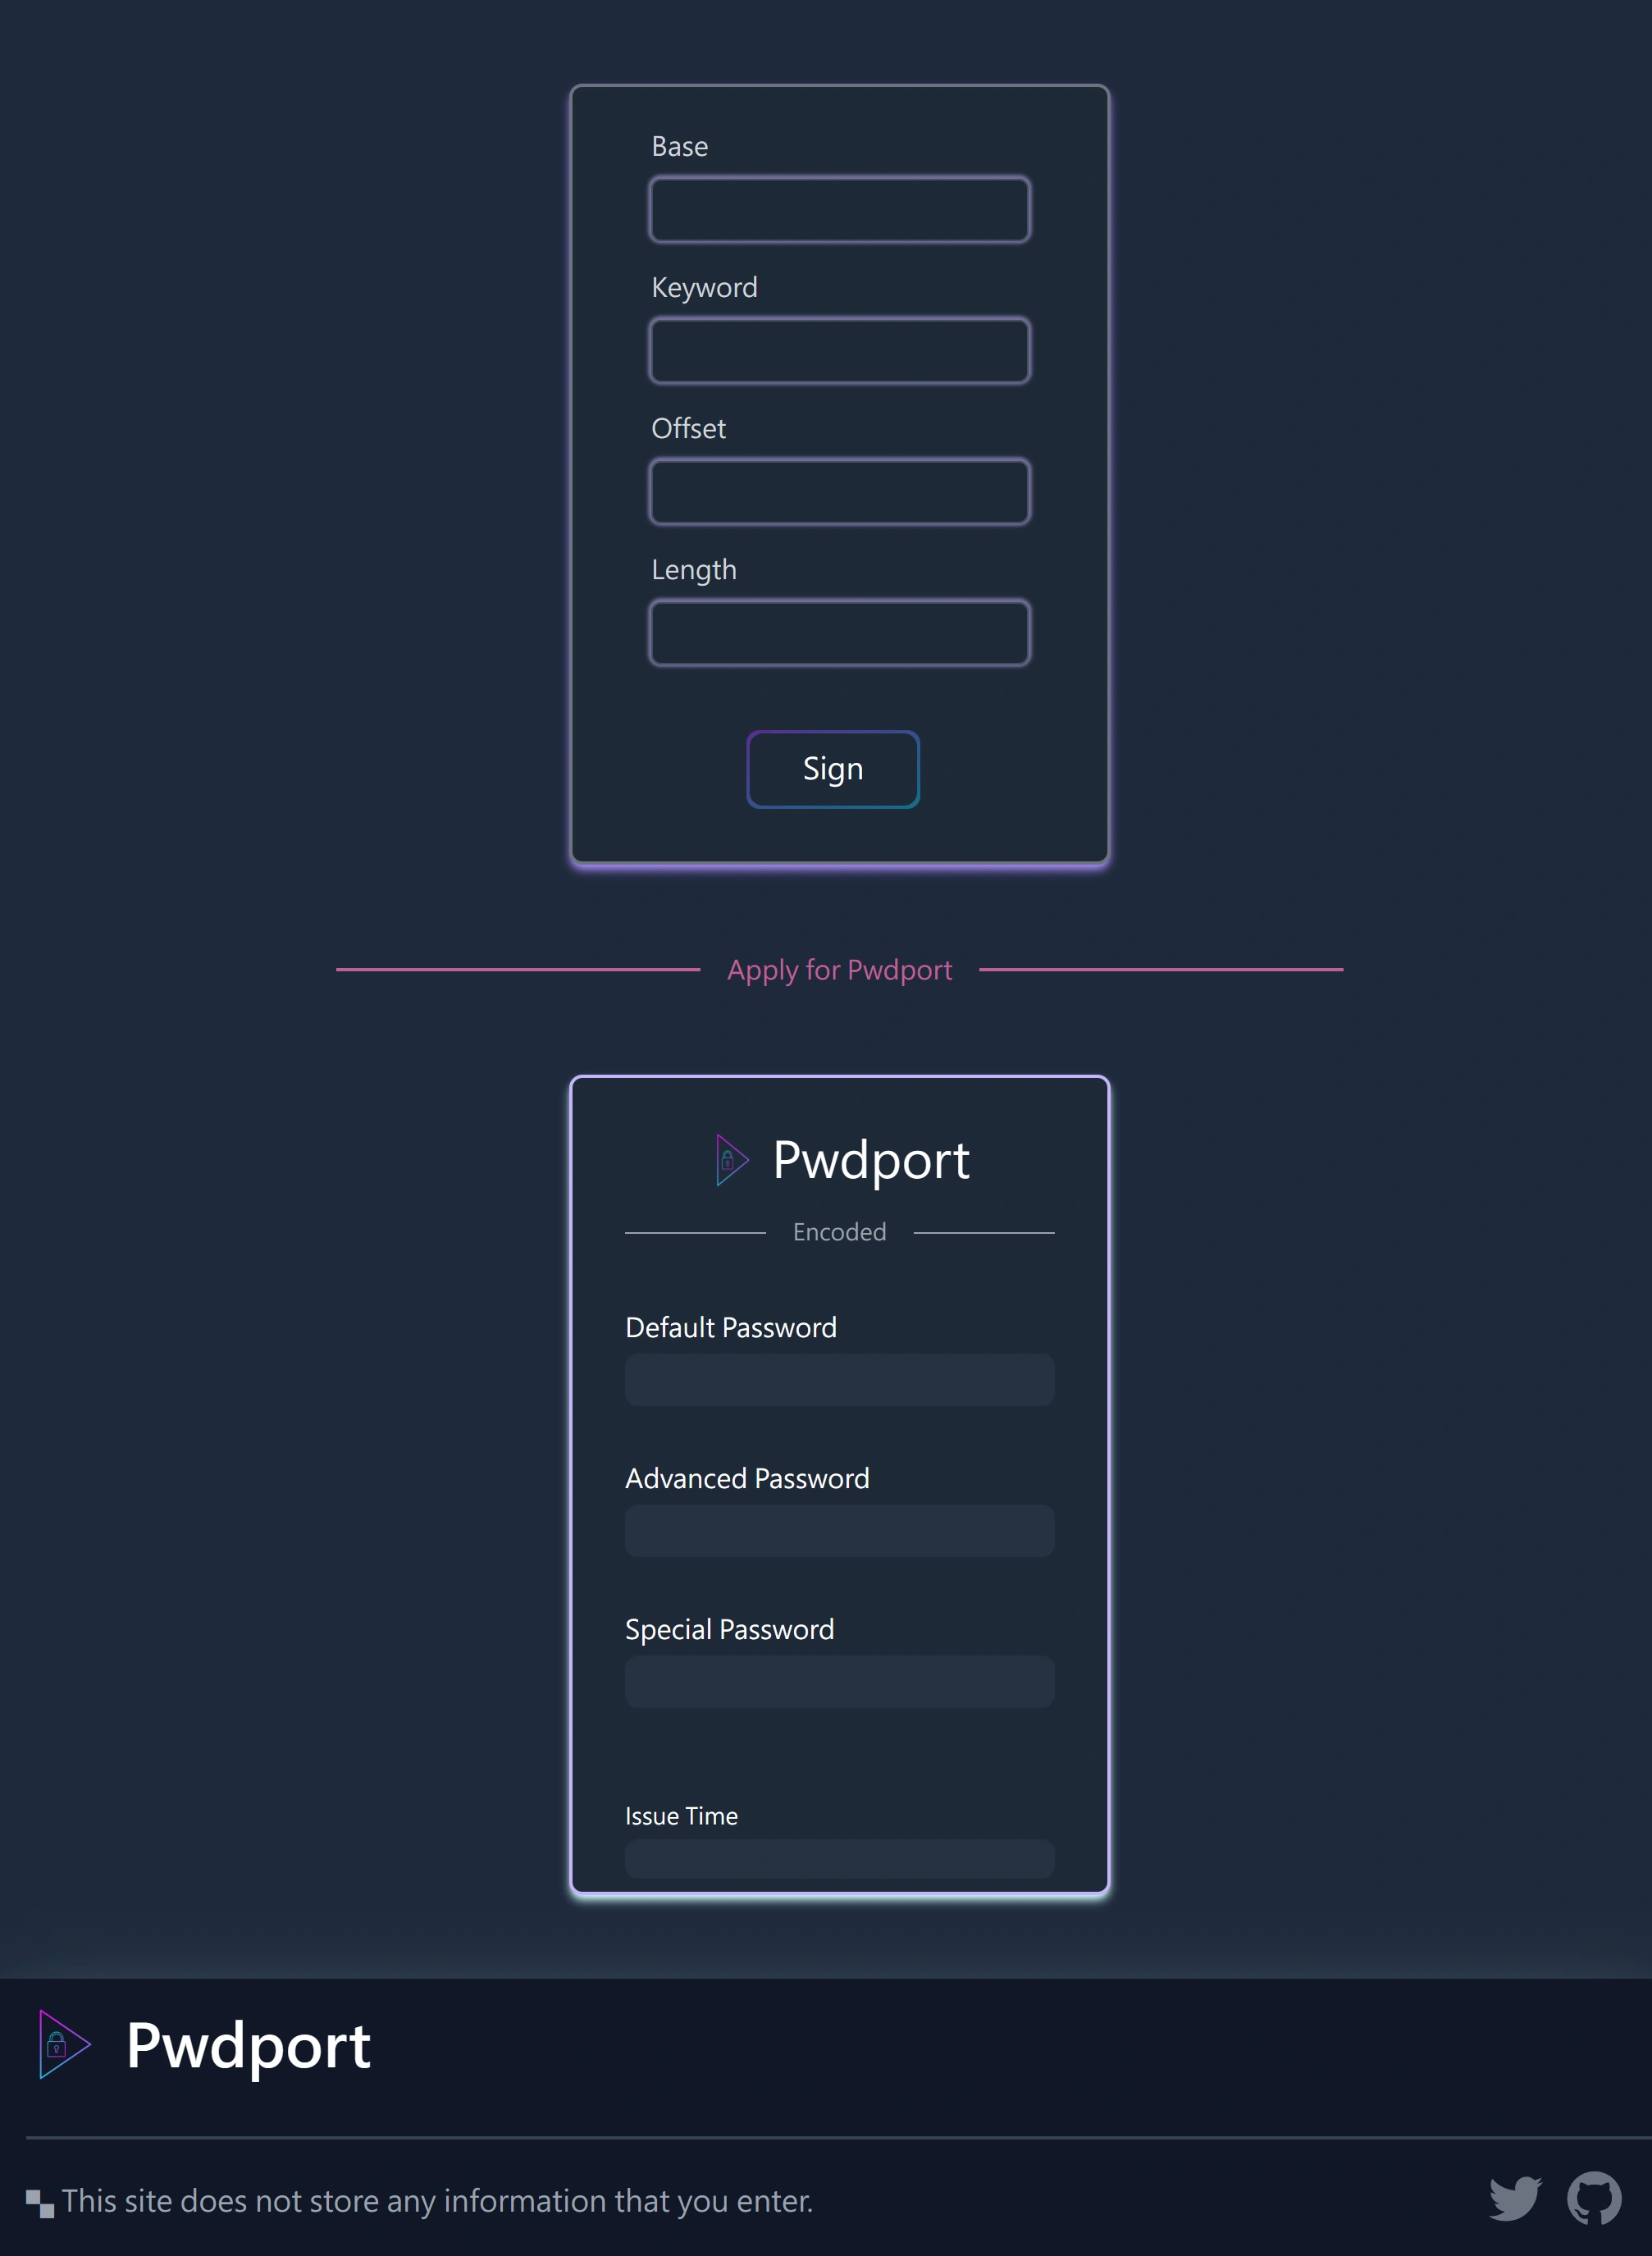 Base
Keyword
Offset
Length
Sign
Apply for Pwdport
Pwdport
Encoded
Default Password
Advanced Password
Special Password
Issue Time
Pwdport
This site does not store any information that you enter.